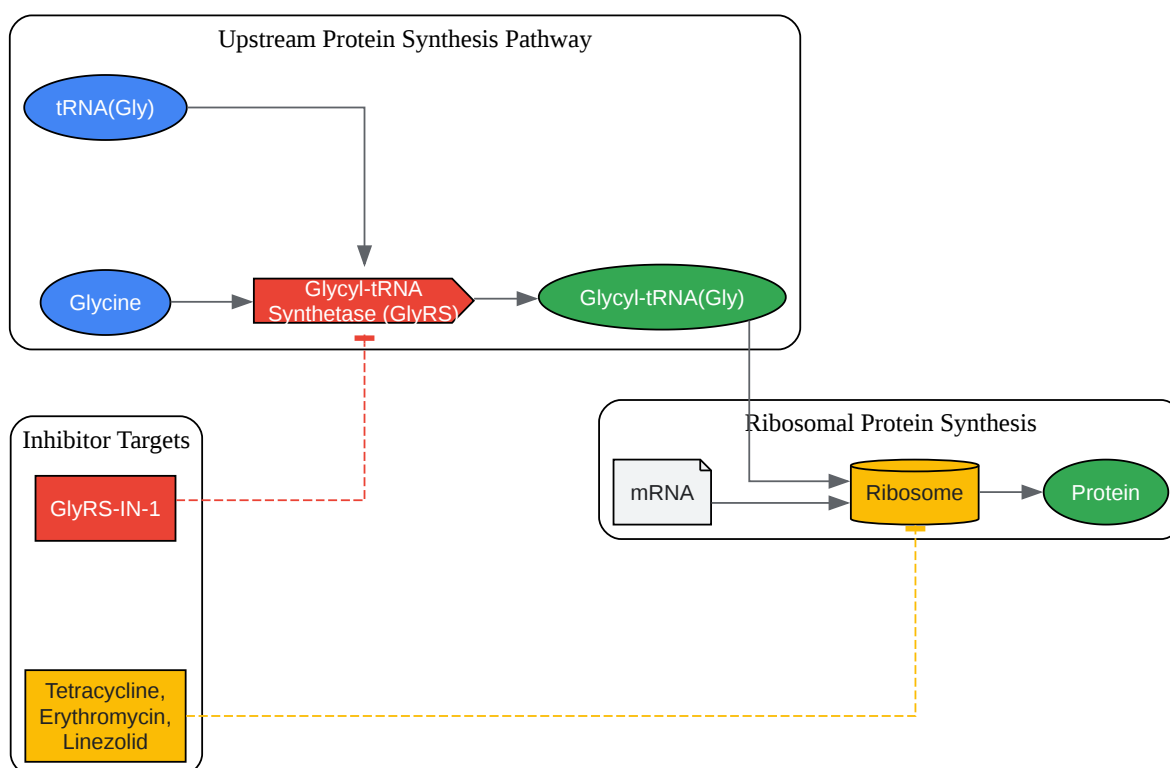 Upstream Protein Synthesis Pathway
tRNA(Gly)
Glycine
Glycyl-tRNA
Synthetase (GlyRS)
Glycyl-tRNA(Gly)
Inhibitor Targets
GlyRS-IN-1
Tetracycline,
Erythromycin,
Linezolid
Ribosomal Protein Synthesis
mRNA
Ribosome
Protein